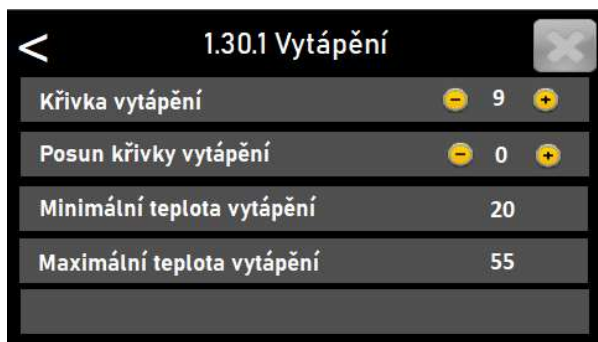 < 1.30.1 Vytápění
Křivka vytápění - 9 +
Posun křivky vytápění - 0 +
Minimální teplota vytápění 20
Maximální teplota vytápění 55